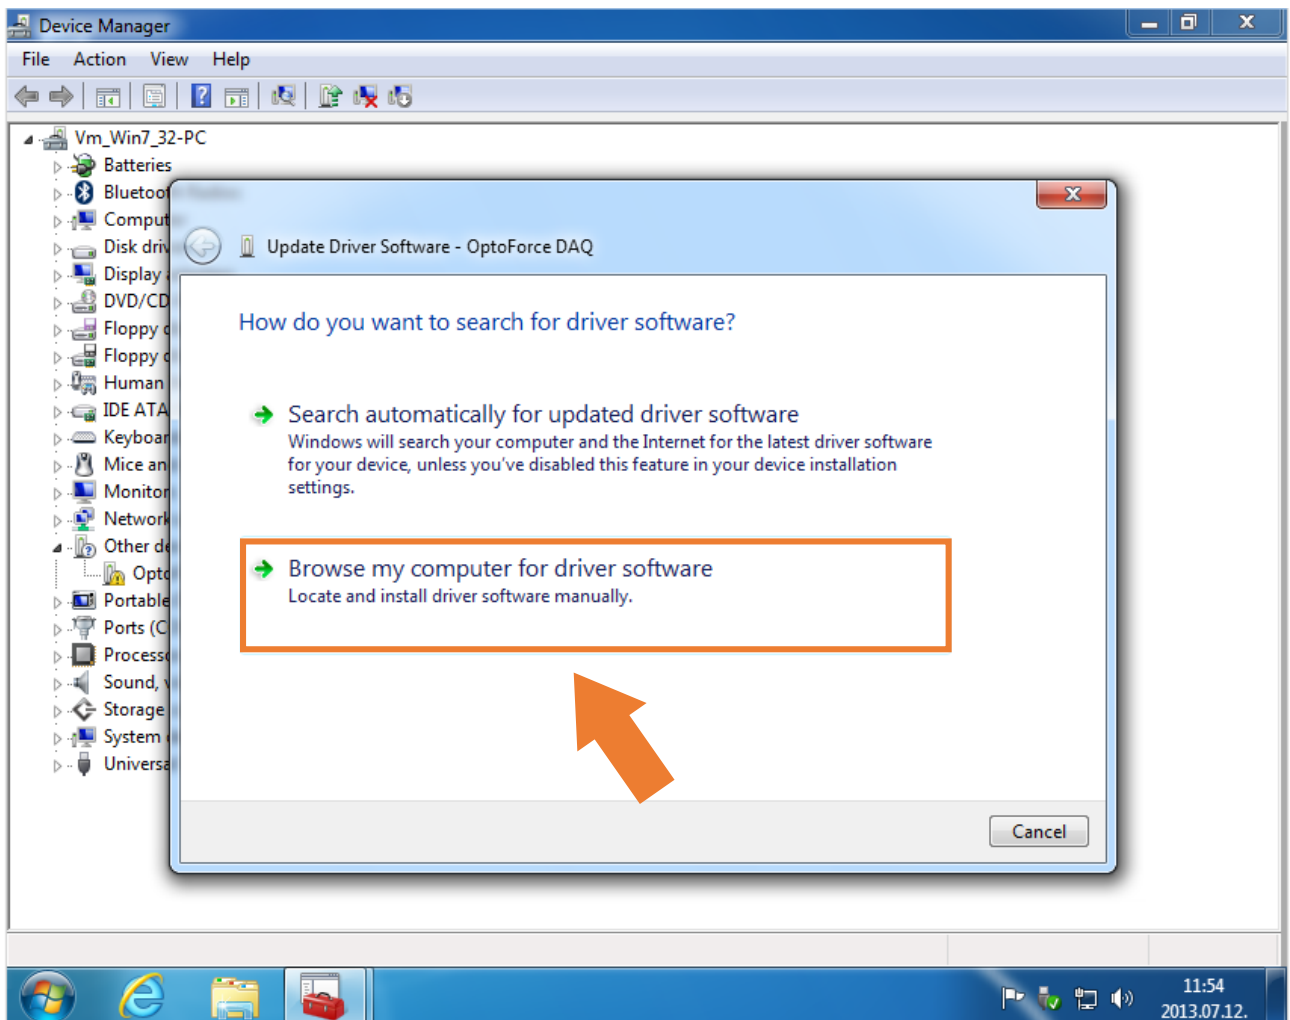 Device Manager
File Action View Help
Vm_Win7_32-PC
Batteries
Bluetoot
Comput
Disk driv
Display
DVD/CD
Floppy
Floppy
Human
IDE ATA
Keyboar
Mice an
Monitor
Network
Other de
Opto
Portable
Ports (C
Process
Sound, v
Storage
System
Universa
Update Driver Software - OptoForce DAQ
How do you want to search for driver software?
Search automatically for updated driver software
Windows will search your computer and the Internet for the latest driver software
for your device, unless you've disabled this feature in your device installation
settings.
Browse my computer for driver software
Locate and install driver software manually.
Cancel
11:54
2013.07.12.